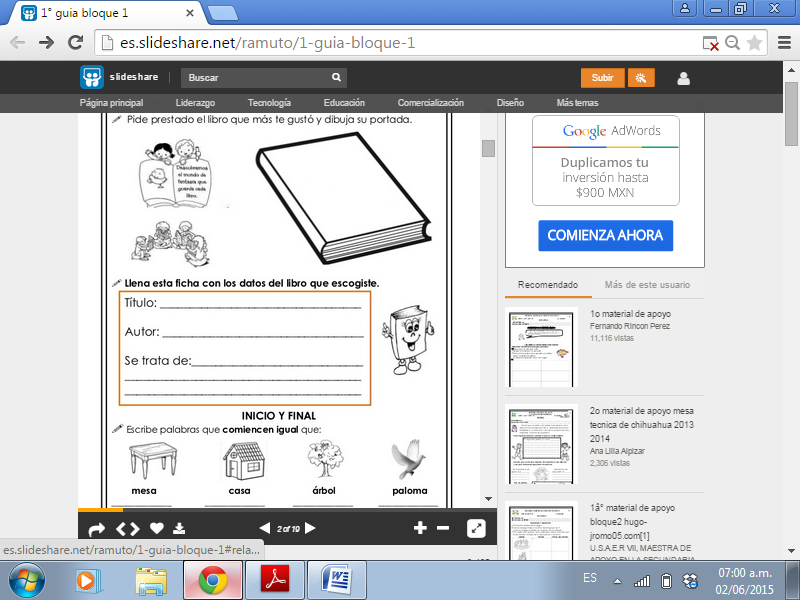 1° guia bloque 1
es.slideshare.net/ramuto/1-guia-bloque-1
slideshare
Buscar
Subir
Página principal
Liderazgo
Tecnología
Educación
Comercialización
Diseño
Más temas
Pide prestado el libro que más te gustó y dibuja su portada.
Descubramos
el mundo de
fantasía que
guarda cada
libro.
Llena esta ficha con los datos del libro que escogiste.
Título:
Autor:
Se trata de:
INICIO Y FINAL
Escribe palabras que comiencen igual que:
mesa casa árbol paloma
2 of 19
Google AdWords
Duplicamos tu
inversión hasta
$900 MXN
COMIENZA AHORA
Recomendado
Más de este usuario
1o material de apoyo
Fernando Rincon Perez
11,116 vistas
2o material de apoyo mesa
tecnica de chihuahua 2013
2014
Ana Lilia Alpizar
2,306 vistas
1â° material de apoyo
bloque2 hugo-
jromo05.com[1]
U.S.A.E.R VII, MAESTRA DE
APOYO EN LA SECUNDARIA
es.slideshare.net/ramuto/1-guia-bloque-1#rela...
ES
07:00 a.m.
02/06/2015